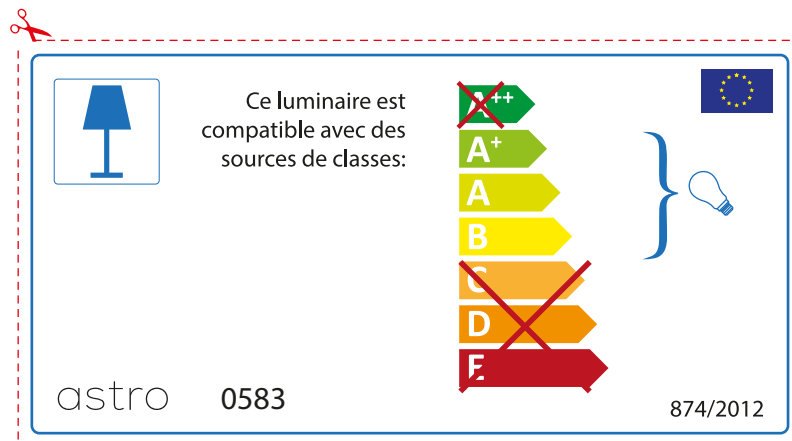 Ce luminaire est
compatible avec des
sources de classes:
A++
A+
A
B
C
D
E
astro 0583
874/2012